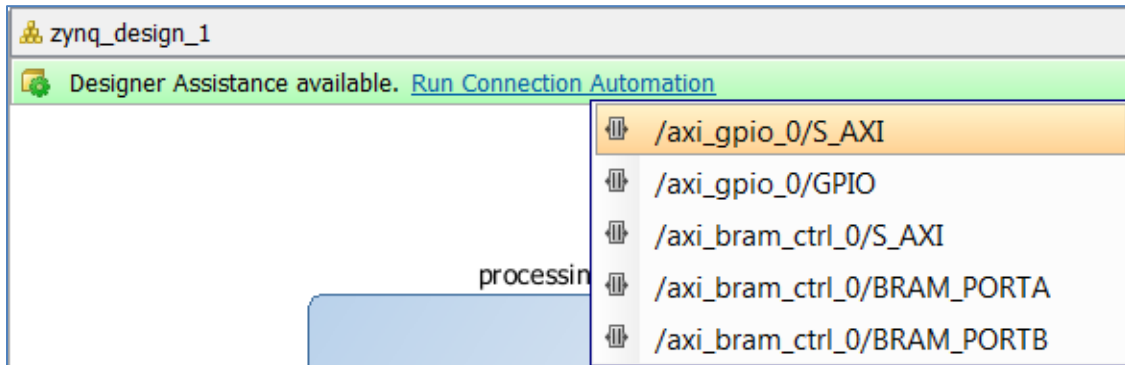 zynq_design_1
Designer Assistance available. Run Connection Automation
/axi_gpio_0/S_AXI
/axi_gpio_0/GPIO
/axi_bram_ctrl_0/S_AXI
/axi_bram_ctrl_0/BRAM_PORTA
processin
/axi_bram_ctrl_0/BRAM_PORTB